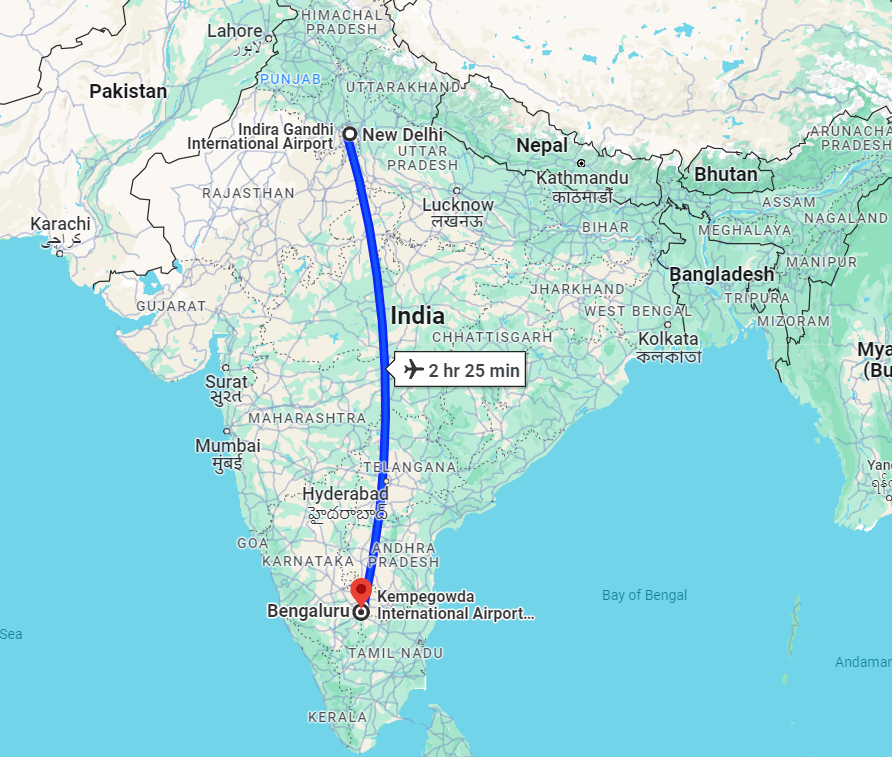 HIMACHAL
PRADESH
Lahore
لاہور
PUNJAB
Pakistan
UTTARAKHAND
Indira Gandhi
International Airport
New Delhi
UTTAR
PRADESH
Nepal
Kathmandu
काठमाडौं
ARUNACHA
PRADESH
Bhutan
RAJASTHAN
Lucknow
लखनऊ
ASSAM
NAGALAND
Karachi
کراچی
BIHAR
MEGHALAYA
MANIPUR
Bangladesh
GUJARAT
JHARKHAND
TRIPURA
India
WEST BENGAL
MIZORAM
CHHATTISGARH
Kolkata
কলকাতা
Mya
(Bu
2 hr 25 min
Surat
સુરત
MAHARASHTRA
Mumbai
मुंबई
TELANGANA
Yang
Hyderabad
హైదరాబాద్
GOA
KARNATAKA
ANDHRA
PRADESH
Kempegowda
International Airport...
Bengaluru
Bay of Bengal
Sea
TAMIL NADU
Andaman
KERALA